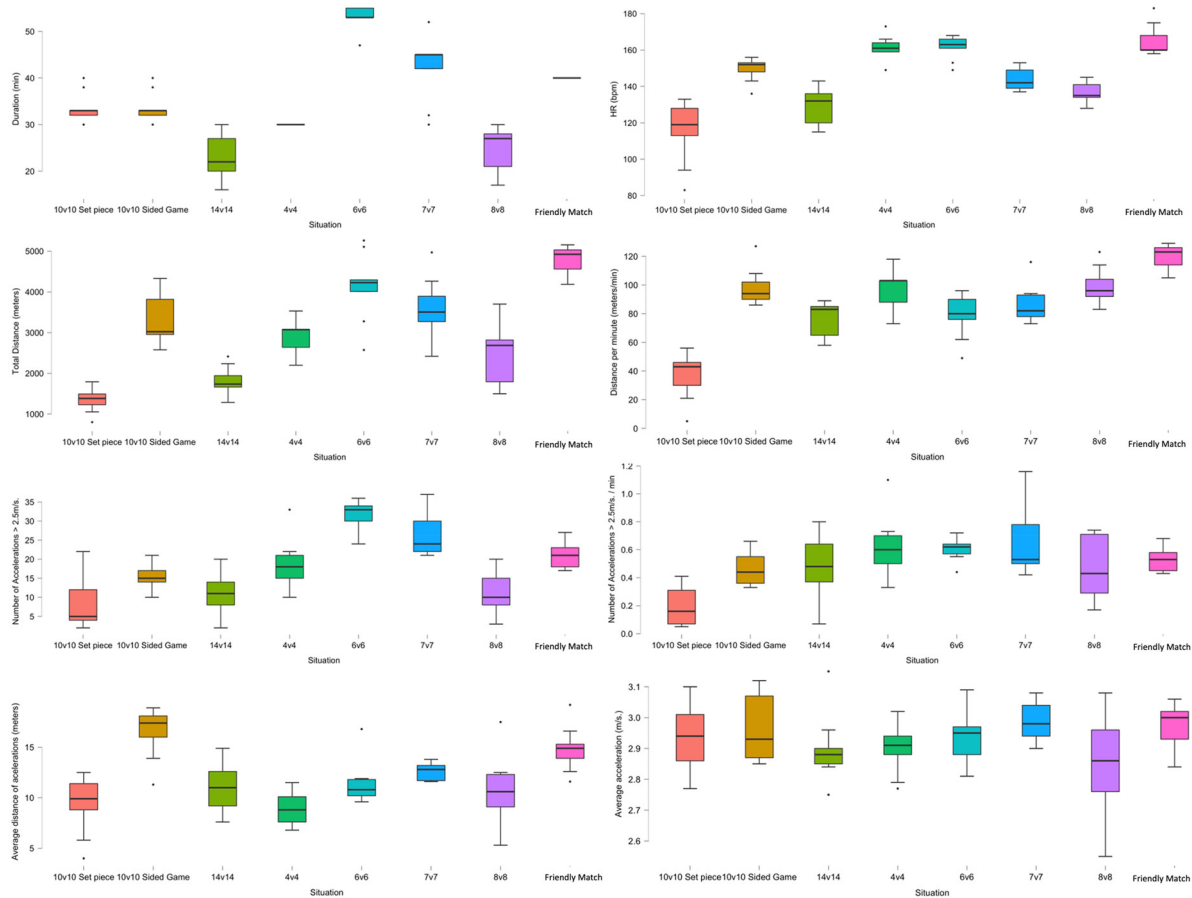 Duration (min)
50
40
30
20
10v10 Set piece 10v10 Sided Game 14v14 4v4 6v6 7v7 8v8 Friendly Match
Situation
HR (bpm)
180
160
140
120
100
80
10v10 Set piece 10v10 Sided Game 14v14 4v4 6v6 7v7 8v8 Friendly Match
Situation
Total Distance (meters)
5000
4000
3000
2000
1000
10v10 Set piece 10v10 Sided Game 14v14 4v4 6v6 7v7 8v8 Friendly Match
Situation
Distance per minute (meters/min)
120
100
80
60
40
20
0
10v10 Set piece 10v10 Sided Game 14v14 4v4 6v6 7v7 8v8 Friendly Match
Situation
Number of Accelerations > 2.5m/s.
35
30
25
20
15
10
5
10v10 Set piece 10v10 Sided Game 14v14 4v4 6v6 7v7 8v8 Friendly Match
Situation
Number of Accelerations > 2.5m/s. / min
1.2
1.0
0.8
0.6
0.4
0.2
0.0
10v10 Set piece 10v10 Sided Game 14v14 4v4 6v6 7v7 8v8 Friendly Match
Situation
Average distance of acelerations (meters)
15
10
5
10v10 Set piece 10v10 Sided Game 14v14 4v4 6v6 7v7 8v8 Friendly Match
Situation
Average acceleration (m/s.)
3.1
3.0
2.9
2.8
2.7
2.6
10v10 Set piece 10v10 Sided Game 14v14 4v4 6v6 7v7 8v8 Friendly Match
Situation